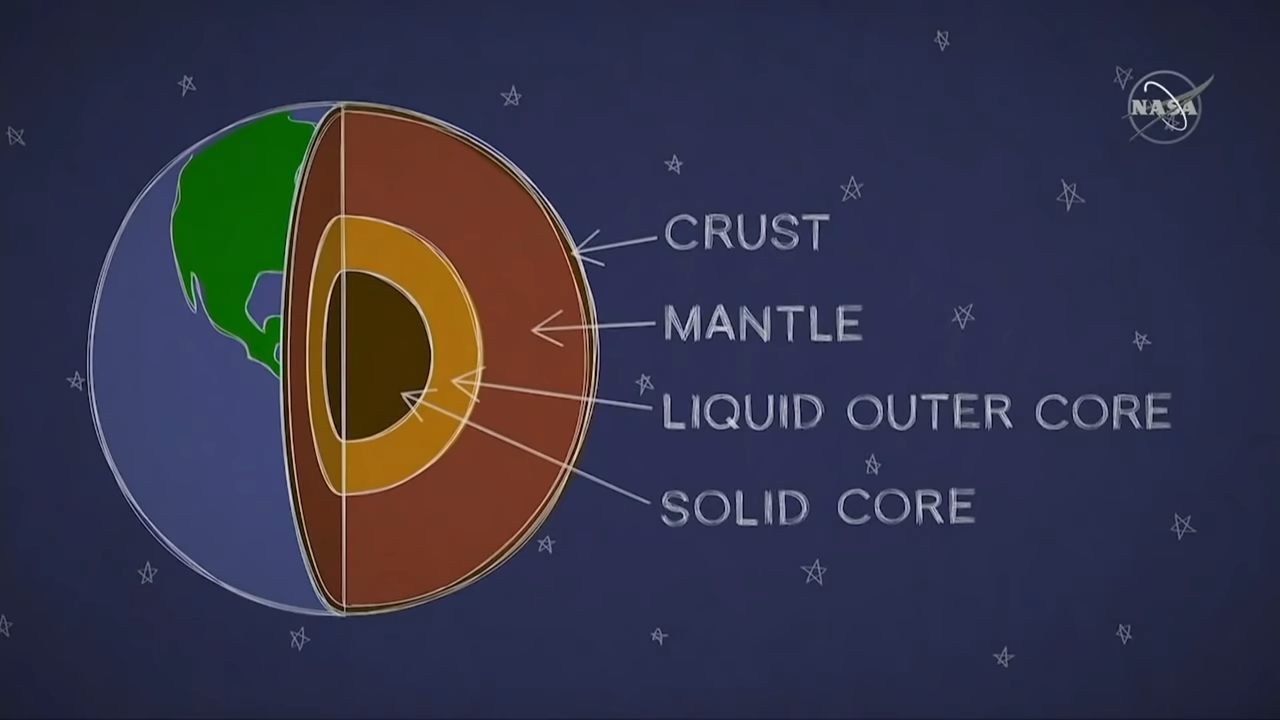 NASA
CRUST
MANTLE
LIQUID OUTER CORE
SOLID CORE